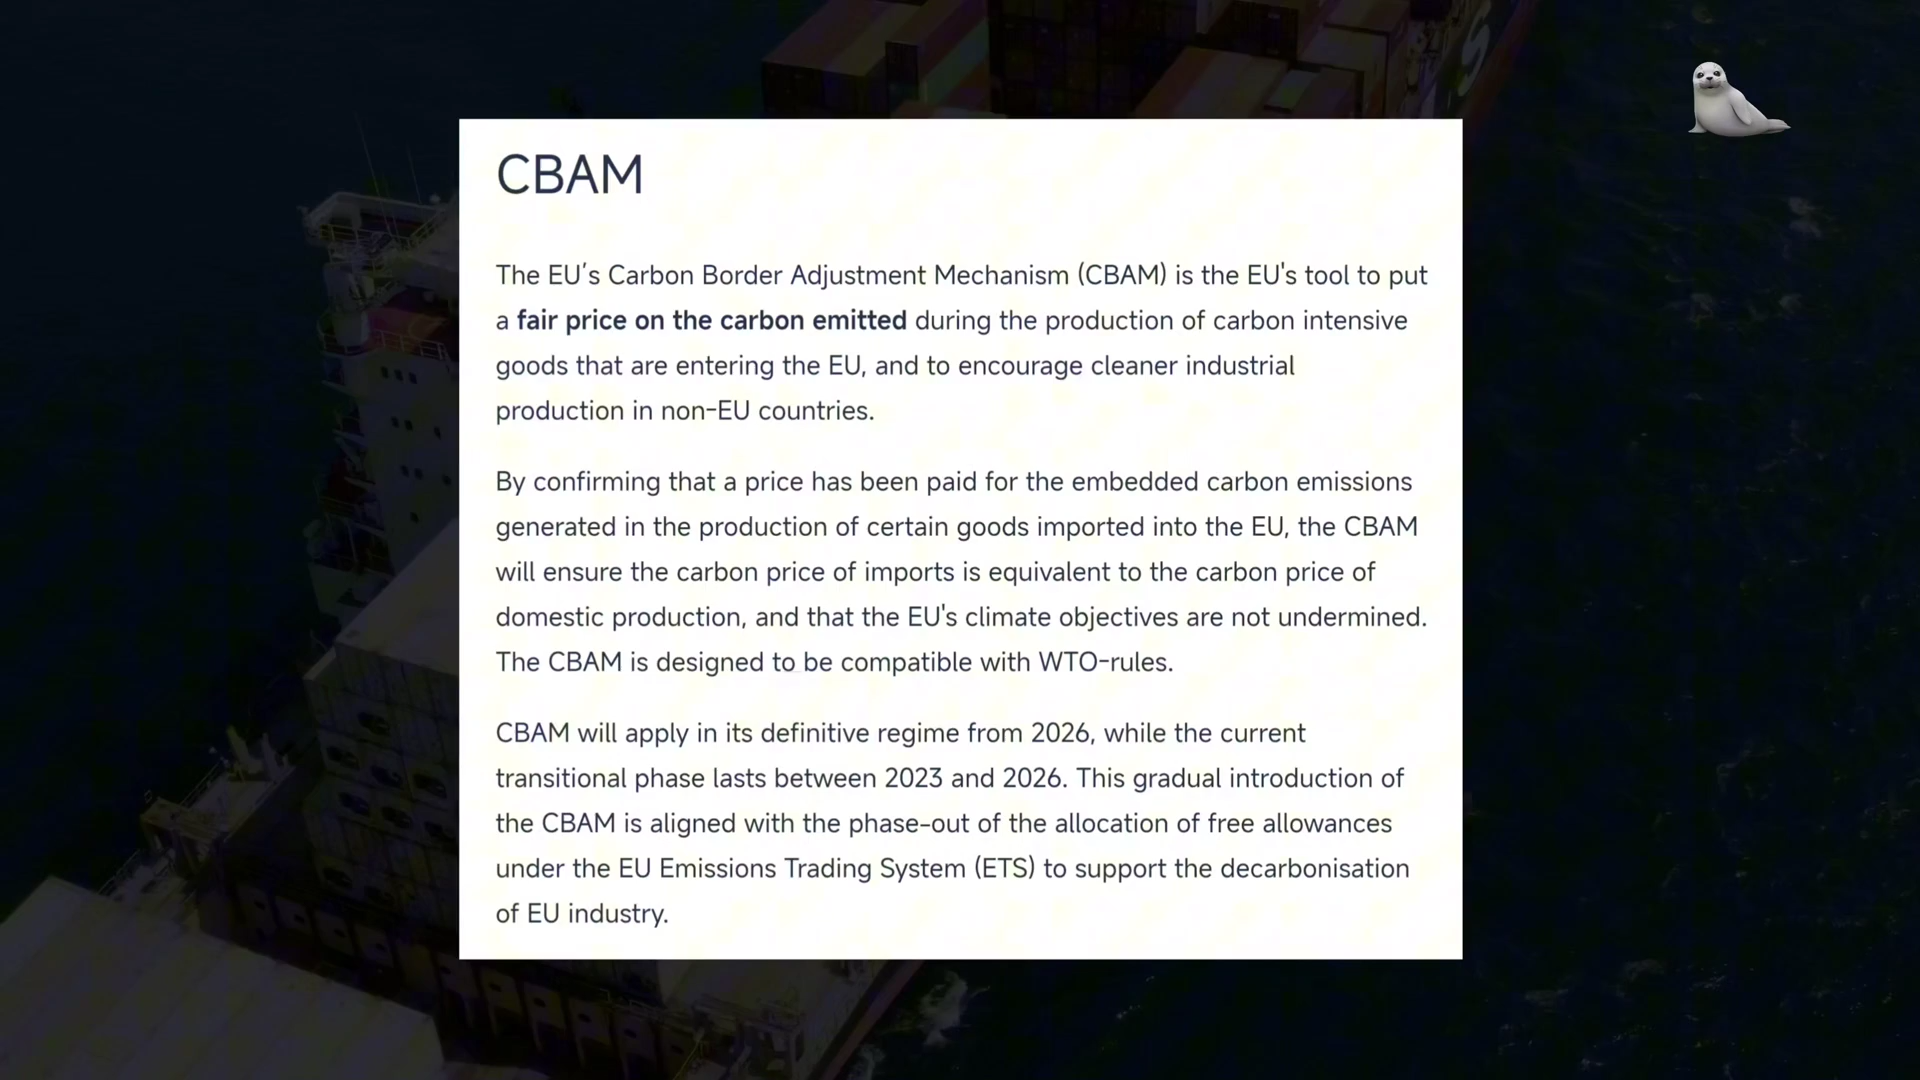 CBAM
The EU's Carbon Border Adjustment Mechanism (CBAM) is the EU's tool to put
a fair price on the carbon emitted during the production of carbon intensive
goods that are entering the EU, and to encourage cleaner industrial
production in non-EU countries.
By confirming that a price has been paid for the embedded carbon emissions
generated in the production of certain goods imported into the EU, the CBAM
will ensure the carbon price of imports is equivalent to the carbon price of
domestic production, and that the EU's climate objectives are not undermined.
The CBAM is designed to be compatible with WTO-rules.
CBAM will apply in its definitive regime from 2026, while the current
transitional phase lasts between 2023 and 2026. This gradual introduction of
the CBAM is aligned with the phase-out of the allocation of free allowances
under the EU Emissions Trading System (ETS) to support the decarbonisation
of EU industry.